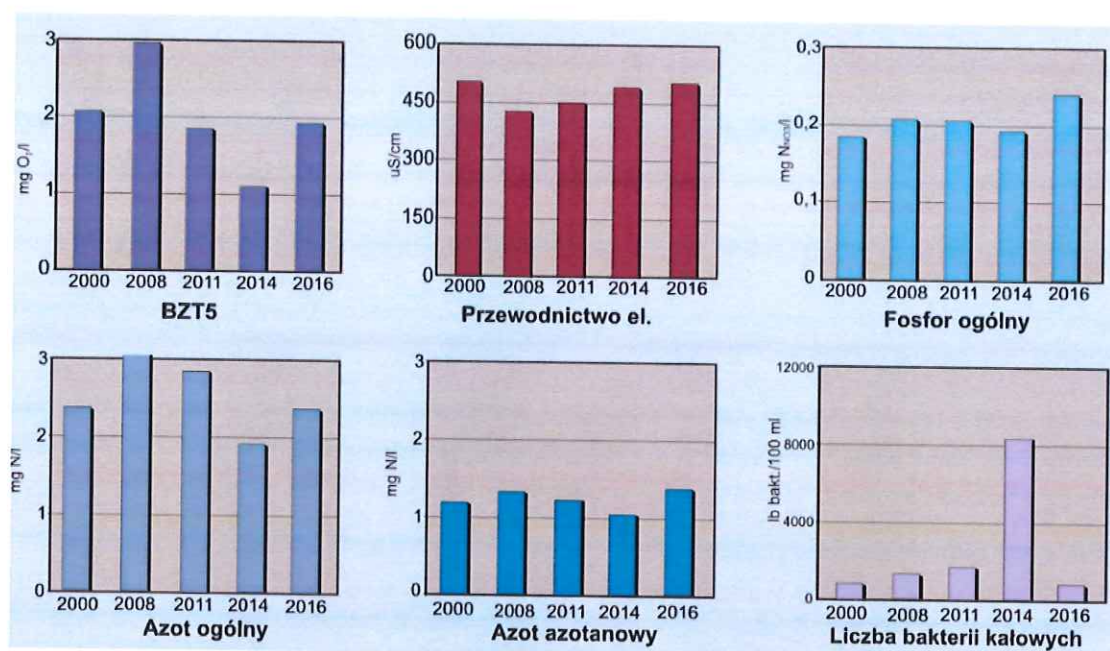 3
2
1
0
mg O₂/l
2000 2008 2011 2014 2016
BZT5
600
450
300
150
0
uS/cm
2000 2008 2011 2014 2016
Przewodnictwo el.
0,3
0,2
0,1
0
mg N_NO3/l
2000 2008 2011 2014 2016
Fosfor ogólny
3
2
1
0
mg N/l
2000 2008 2011 2014 2016
Azot ogólny
3
2
1
0
mg N/l
2000 2008 2011 2014 2016
Azot azotanowy
12000
8000
4000
0
lb bakt./100 ml
2000 2008 2011 2014 2016
Liczba bakterii kałowych